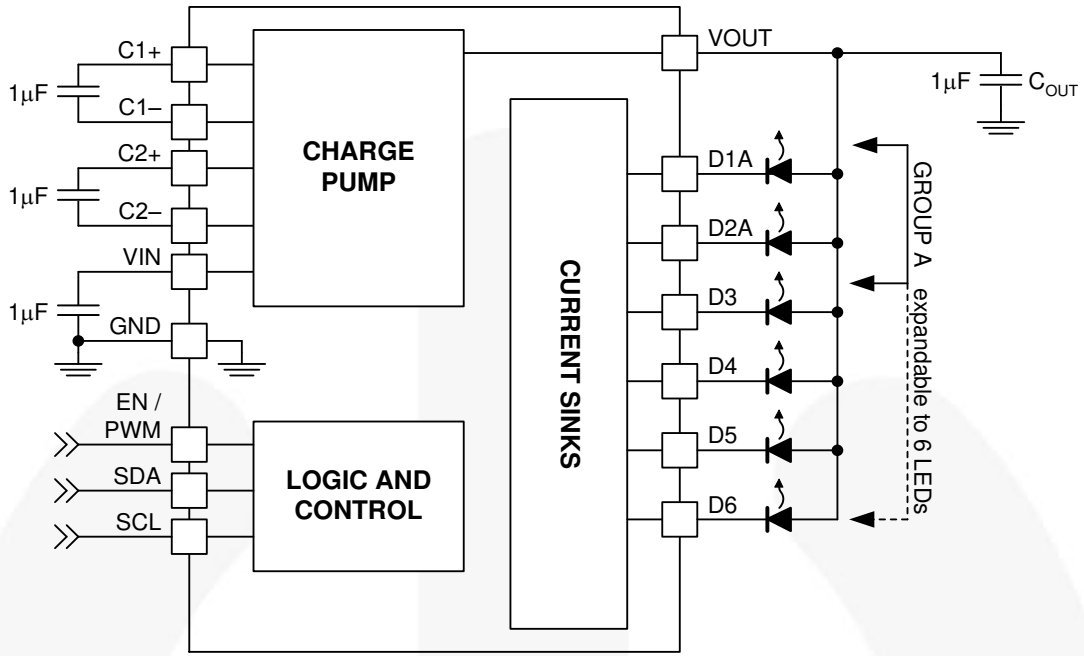 C1+
1μF
C1–
C2+
1μF
C2–
VIN
1μF
GND
EN /
PWM
SDA
SCL
CHARGE
PUMP
LOGIC AND
CONTROL
CURRENT SINKS
VOUT
1μF
COUT
D1A
D2A
D3
D4
D5
D6
GROUP A expandable to 6 LEDs